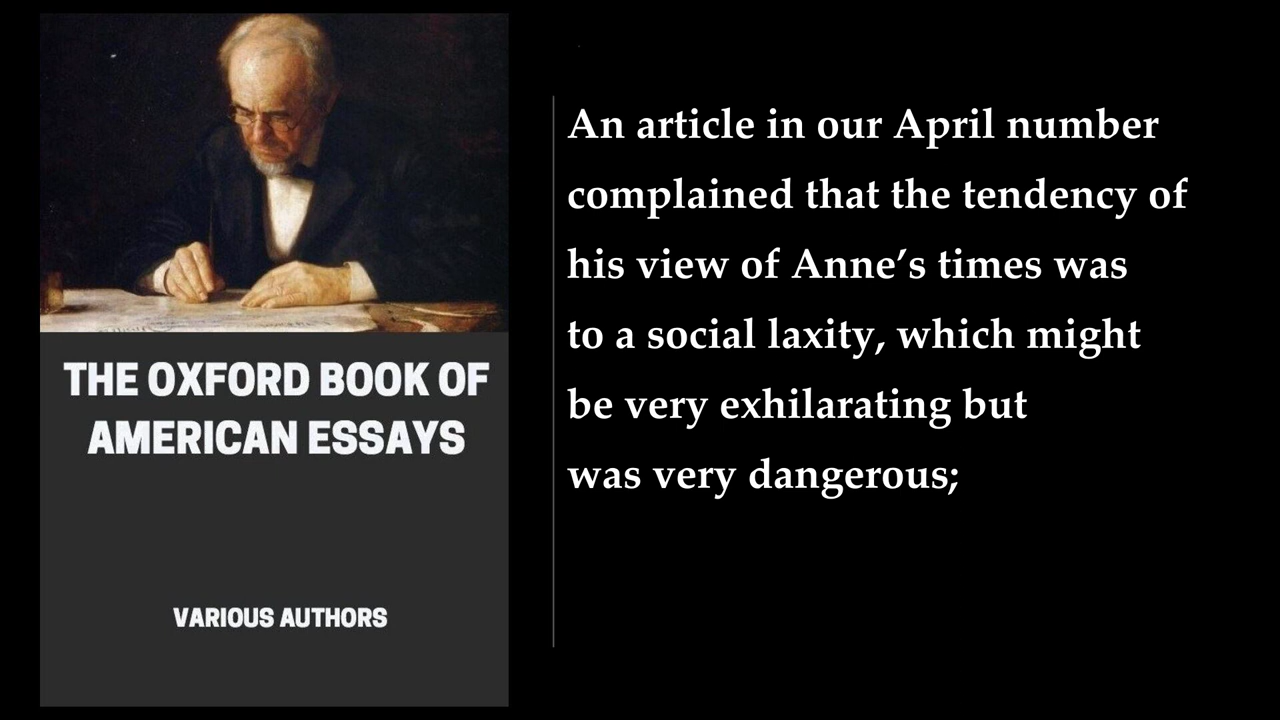 THE OXFORD BOOK OF
AMERICAN ESSAYS
VARIOUS AUTHORS
An article in our April number
complained that the tendency of
his view of Anne’s times was
to a social laxity, which might
be very exhilarating but
was very dangerous;